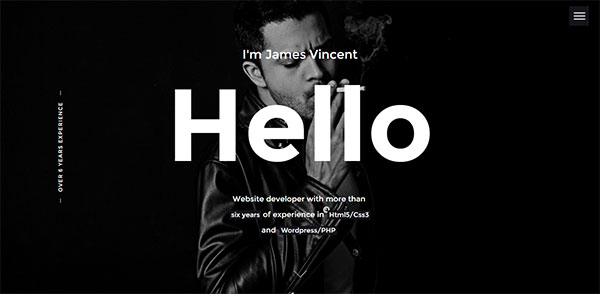 I'm James Vincent
Hello
— OVER 6 YEARS EXPERIENCE —
Website developer with more than
six years of experience in Html5/Css3
and Wordpress/PHP